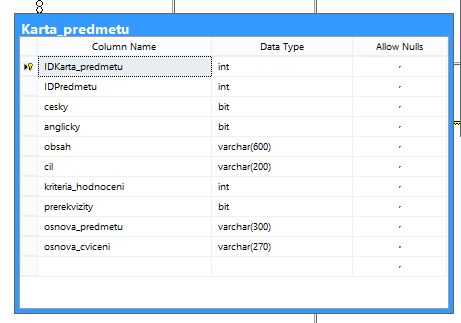 Karta_predmetu
Column Name Data Type Allow Nulls
IDKarta_predmetu int
IDPredmetu int
cesky bit
anglicky bit
obsah varchar(600)
cil varchar(200)
kriteria_hodnoceni int
prerekvizity bit
osnova_predmetu varchar(300)
osnova_cviceni varchar(270)